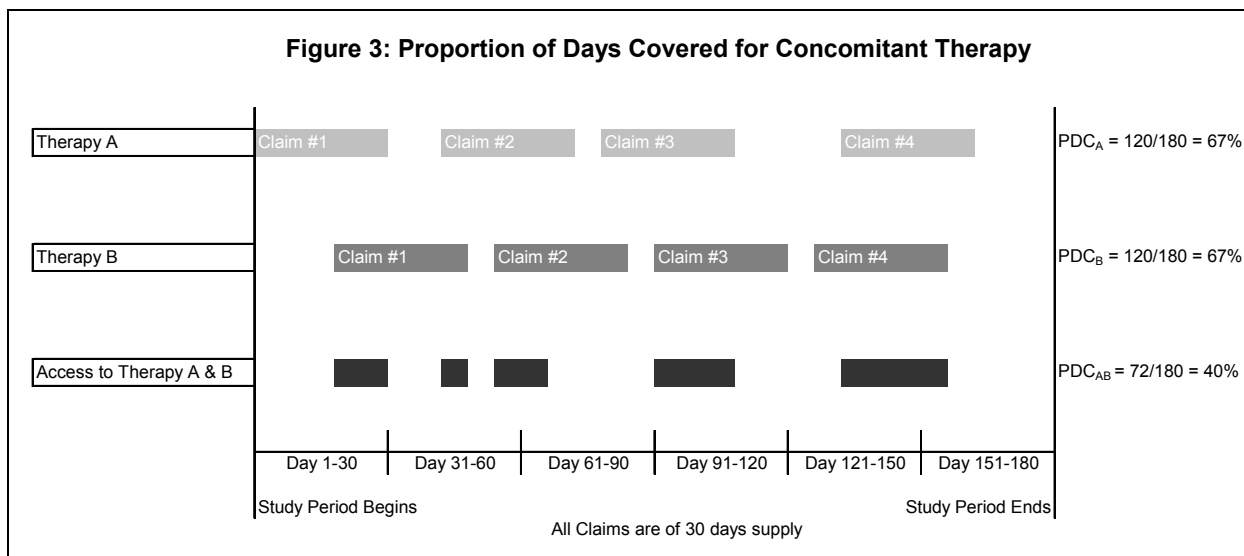 Figure 3: Proportion of Days Covered for Concomitant Therapy
Therapy A
Claim #1
Claim #2
Claim #3
Claim #4
PDCA = 120/180 = 67%
Therapy B
Claim #1
Claim #2
Claim #3
Claim #4
PDCB = 120/180 = 67%
Access to Therapy A & B
PDCAB = 72/180 = 40%
Day 1-30
Day 31-60
Day 61-90
Day 91-120
Day 121-150
Day 151-180
Study Period Begins
Study Period Ends
All Claims are of 30 days supply